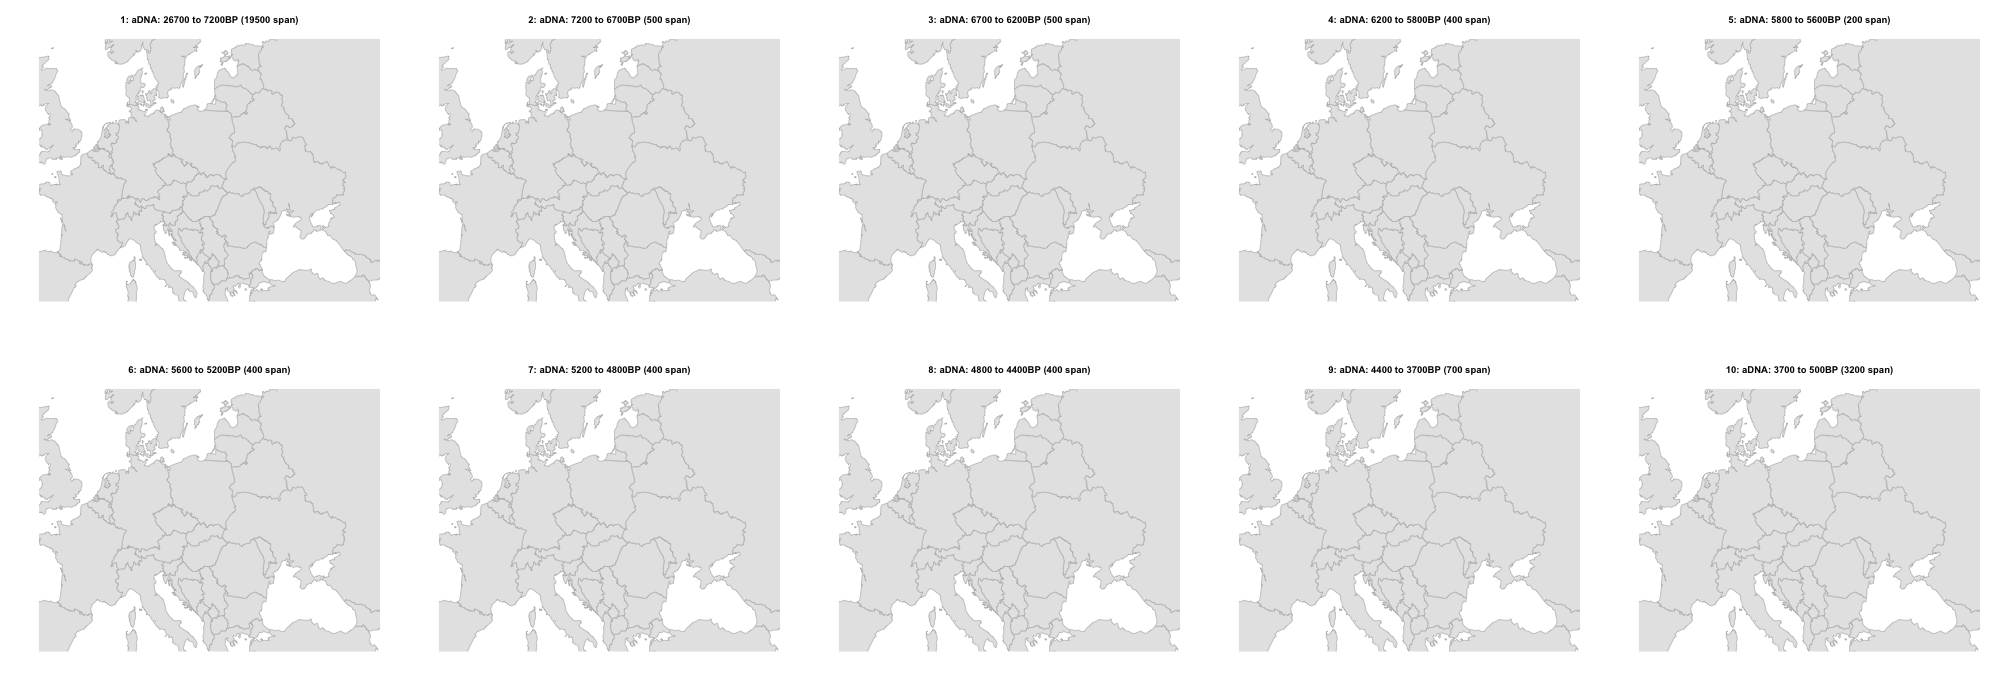 1: aDNA: 26700 to 7200BP (19500 span)
2: aDNA: 7200 to 6700BP (500 span)
3: aDNA: 6700 to 6200BP (500 span)
4: aDNA: 6200 to 5800BP (400 span)
5: aDNA: 5800 to 5600BP (200 span)
6: aDNA: 5600 to 5200BP (400 span)
7: aDNA: 5200 to 4800BP (400 span)
8: aDNA: 4800 to 4400BP (400 span)
9: aDNA: 4400 to 3700BP (700 span)
10: aDNA: 3700 to 500BP (3200 span)